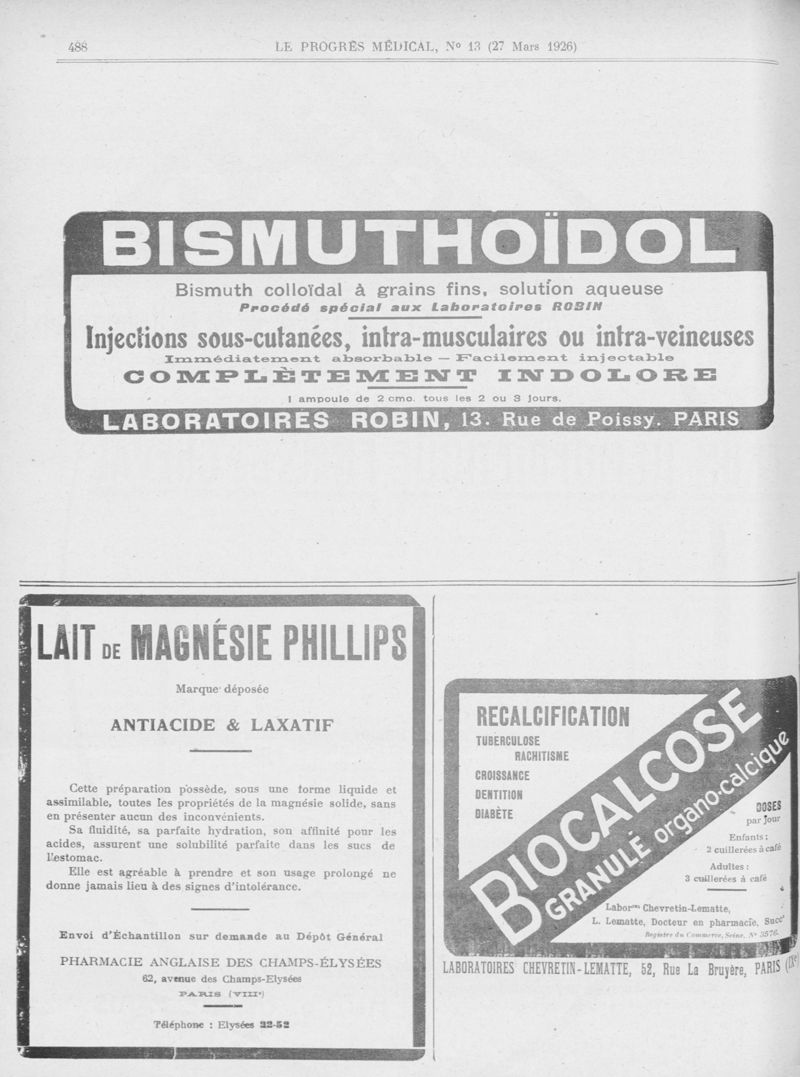 488
LE PROGRÈS MÉDICAL, Nº 13 (27 Mars 1926)
BISMUTHOÏDOL
Bismuth colloïdal à grains fins, solution aqueuse
Procédé spécial aux Laboratoires ROBIN
Injections sous-cutanées, intra-musculaires ou intra-veineuses
Immédiatement absorbable — Facilement injectable
COMPLÈTEMENT INDOLORE
1 ampoule de 2 cmc. tous les 2 ou 3 jours.
LABORATOIRES ROBIN, 13. Rue de Poissy. PARIS
LAIT DE MAGNÉSIE PHILLIPS
Marque déposée
ANTIACIDE & LAXATIF
Cette préparation possède, sous une forme liquide et
assimilable, toutes les propriétés de la magnésie solide, sans
en présenter aucun des inconvénients.
Sa fluidité, sa parfaite hydration, son affinité pour les
acides, assurent une solubilité parfaite dans les sucs de
l'estomac.
Elle est agréable à prendre et son usage prolongé ne
donne jamais lieu à des signes d'intolérance.
Envoi d'Échantillon sur demande au Dépôt Général
PHARMACIE ANGLAISE DES CHAMPS-ÉLYSÉES
62, avenue des Champs-Elysées
PARIS (VIIIᵉ)
Téléphone : Elysées 22-52
RECALCIFICATION
TUBERCULOSE
RACHITISME
CROISSANCE
DENTITION
DIABÈTE
BIOCALCOSE
GRANULÉ organo-calcique
DOSES
par Jour
Enfants :
2 cuillerées à café
Adultes :
3 cuillerées à café
Laborʳᵉˢ Chevretin-Lematte,
L. Lematte, Docteur en pharmacie, Succʳ
Registre du Commerce, Seine, Nº 3576.
LABORATOIRES CHEVRETIN-LEMATTE, 52, Rue La Bruyère, PARIS (IXᵉ)